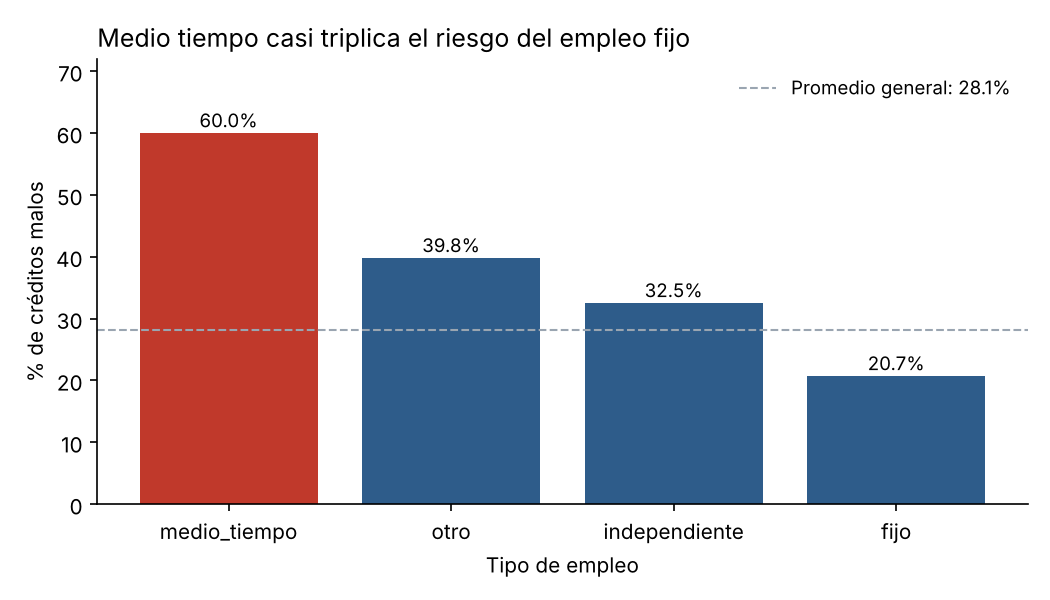 Medio tiempo casi triplica el riesgo del empleo fijo
Promedio general: 28.1%
% de créditos malos
70
60
50
40
30
20
10
0
60.0%
39.8%
32.5%
20.7%
medio_tiempo
otro
independiente
fijo
Tipo de empleo